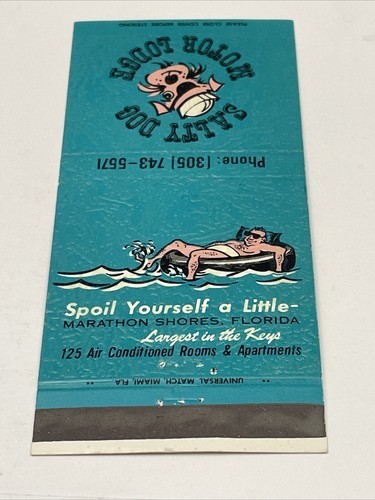 PLEASE CLOSE COVER BEFORE STRIKING
SALTY DOG
MOTOR LODGE
Phone: (305) 743-5571
Spoil Yourself a Little-
MARATHON SHORES, FLORIDA
Largest in the Keys
125 Air Conditioned Rooms & Apartments
UNIVERSAL MATCH, MIAMI, FLA